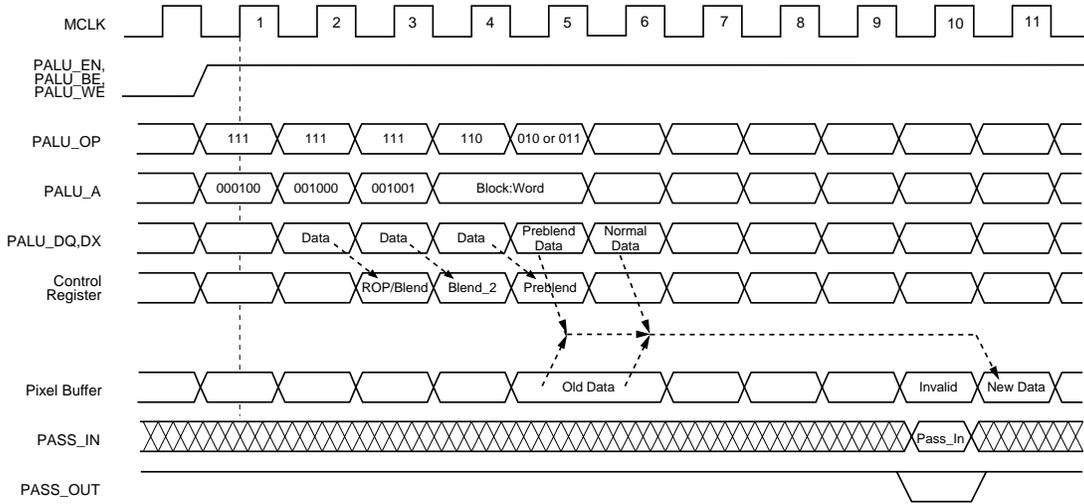 MCLK 1 2 3 4 5 6 7 8 9 10 11
PALU_EN,
PALU_BE,
PALU_WE
PALU_OP 111 111 111 110 010 or 011
PALU_A 000100 001000 001001 Block:Word
PALU_DQ,DX Data Data Data Preblend
Data Normal
Data
Control
Register ROP/Blend Blend_2 Preblend
Pixel Buffer Old Data Invalid New Data
PASS_IN Pass_In
PASS_OUT